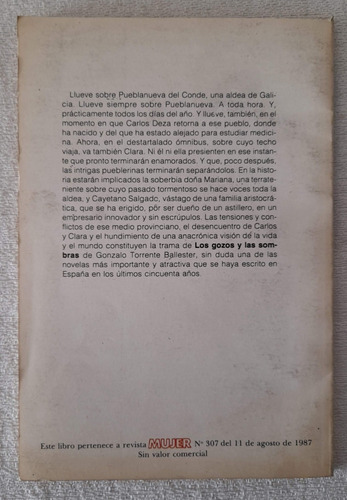 Llueve sobre Pueblanueva del Conde, una aldea de Gali-
cia. Llueve siempre sobre Pueblanueva. A toda hora. Y,
prácticamente todos los días del año. Y llueve, también, en el
momento en que Carlos Deza retorna a ese pueblo, donde
ha nacido y del que ha estado alejado para estudiar medicina.
Ahora, en el destartalado ómnibus, sobre cuyo techo
viaja, va también Clara. Ni él ni ella presienten en ese instan-
te que pronto terminarán enamorados. Y que, poco después,
las intrigas pueblerinas terminarán separándolos. En la histo-
ria estarán implicados la soberbia doña Mariana, una terrate-
niente sobre cuyo pasado tormentoso se hace voces toda la
aldea, y Cayetano Salgado, vástago de una familia aristocrá-
tica, que se ha erigido, pör ser dueño de un astillero, en un
empresario innovador y sin escrúpulos. Las tensiones y con-
flictos de ese medio provinciano, el desencuentro de Carlos
y Clara y el hundimiento de una anacrónica visión de la vida
y el mundo constituyen la trama de Los gozos y las som-
bras de Gonzalo Torrente Ballester, sin duda una de las
novelas más importante y atractiva que se haya escrito en
España en los últimos cincuenta años.
Este libro pertenece a revista MUJER Nº 307 del 11 de agosto de 1987
Sin valor comercial